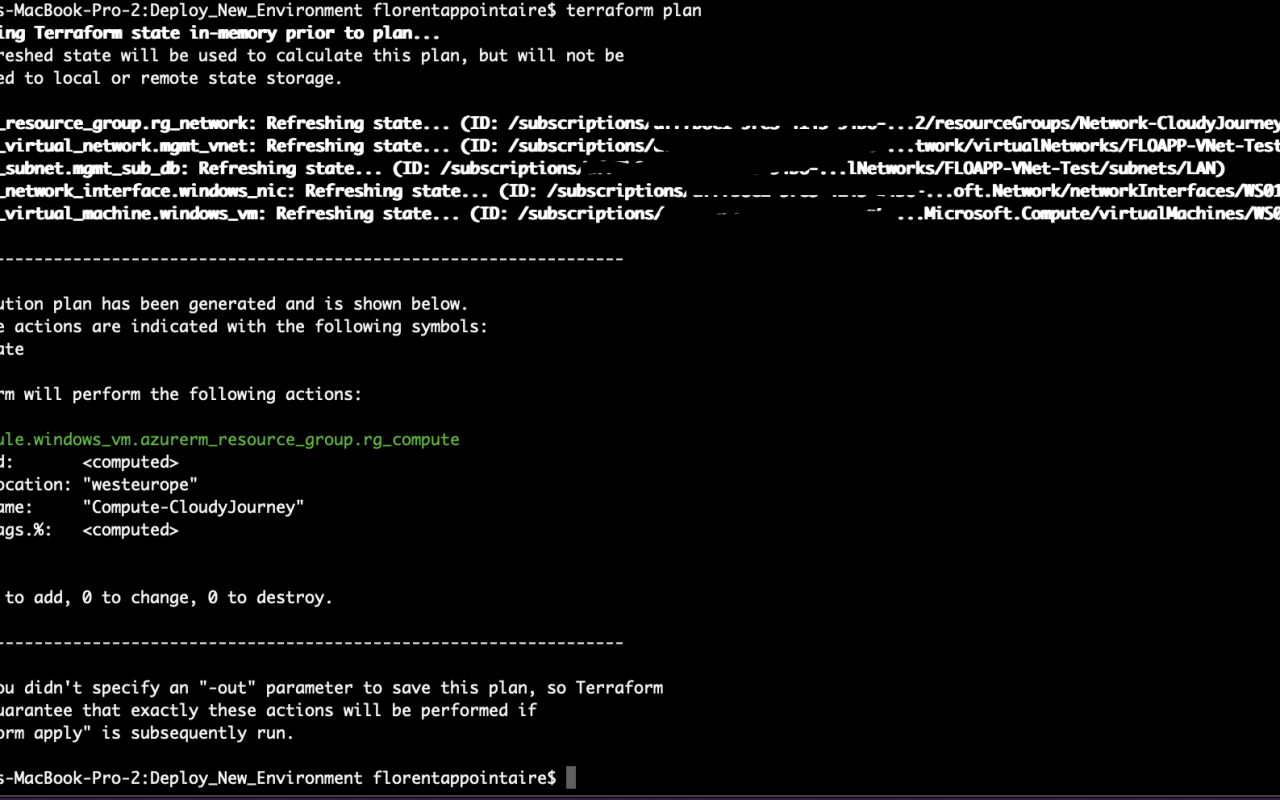 s-MacBook-Pro-2:Deploy_New_Environment florentappointaire$ terraform plan
ing Terraform state in-memory prior to plan...
reshed state will be used to calculate this plan, but will not be
ed to local or remote state storage.
_resource_group.rg_network: Refreshing state... (ID: /subscriptions/ -...2/resourceGroups/Network-CloudyJourney
_virtual_network.mgmt_vnet: Refreshing state... (ID: /subscriptions/ ...twork/virtualNetworks/FLOAPP-VNet-Test
_subnet.mgmt_sub_db: Refreshing state... (ID: /subscriptions/ -...lNetworks/FLOAPP-VNet-Test/subnets/LAN)
_network_interface.windows_nic: Refreshing state... (ID: /subscriptions/ -...oft.Network/networkInterfaces/WS01
_virtual_machine.windows_vm: Refreshing state... (ID: /subscriptions/ ...Microsoft.Compute/virtualMachines/WS0
------------------------------------------------------------------
ution plan has been generated and is shown below.
e actions are indicated with the following symbols:
ate
rm will perform the following actions:
ule.windows_vm.azurerm_resource_group.rg_compute
d: <computed>
ocation: "westeurope"
ame: "Compute-CloudyJourney"
ags.%: <computed>
to add, 0 to change, 0 to destroy.
------------------------------------------------------------------
ou didn't specify an "-out" parameter to save this plan, so Terraform
uarantee that exactly these actions will be performed if
orm apply" is subsequently run.
s-MacBook-Pro-2:Deploy_New_Environment florentappointaire$